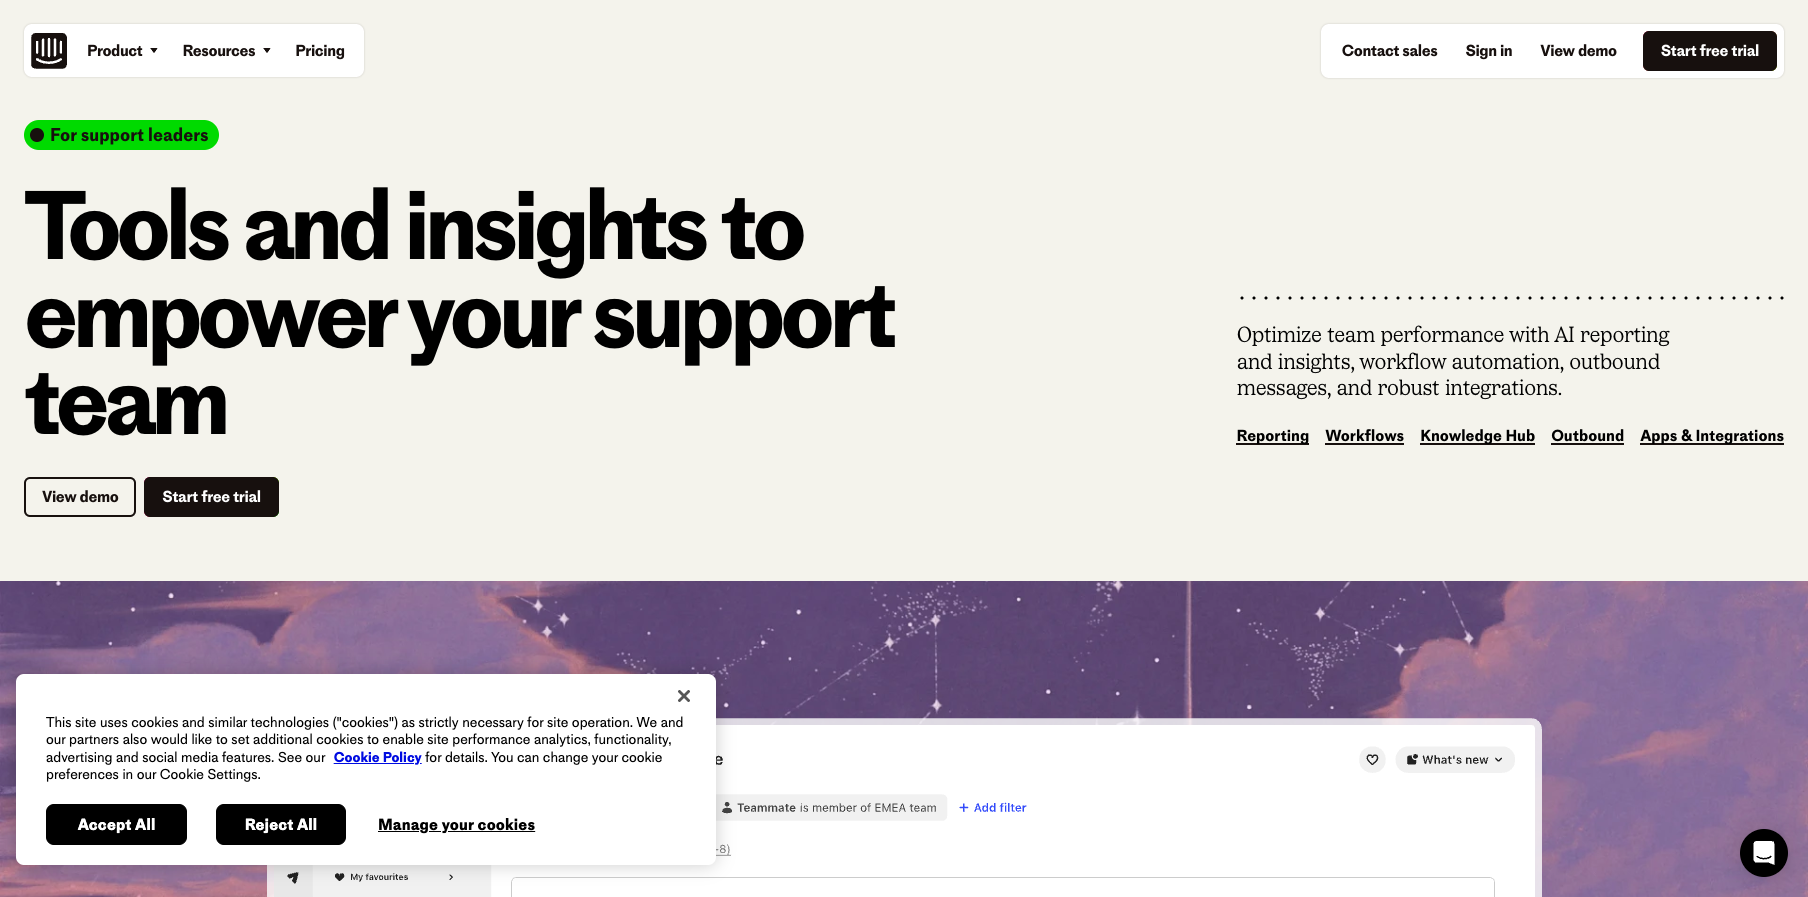 Product
Resources
Pricing
Contact sales
Sign in
View demo
Start free trial
For support leaders
Tools and insights to
empower your support
team
Optimize team performance with AI reporting
and insights, workflow automation, outbound
messages, and robust integrations.
Reporting
Workflows
Knowledge Hub
Outbound
Apps & Integrations
View demo
Start free trial
This site uses cookies and similar technologies ("cookies") as strictly necessary for site operation. We and
our partners also would like to set additional cookies to enable site performance analytics, functionality,
advertising and social media features. See our Cookie Policy for details. You can change your cookie
preferences in our Cookie Settings.
Accept All
Reject All
Manage your cookies
What's new
Teammate is member of EMEA team
+ Add filter
-8)
My favourites